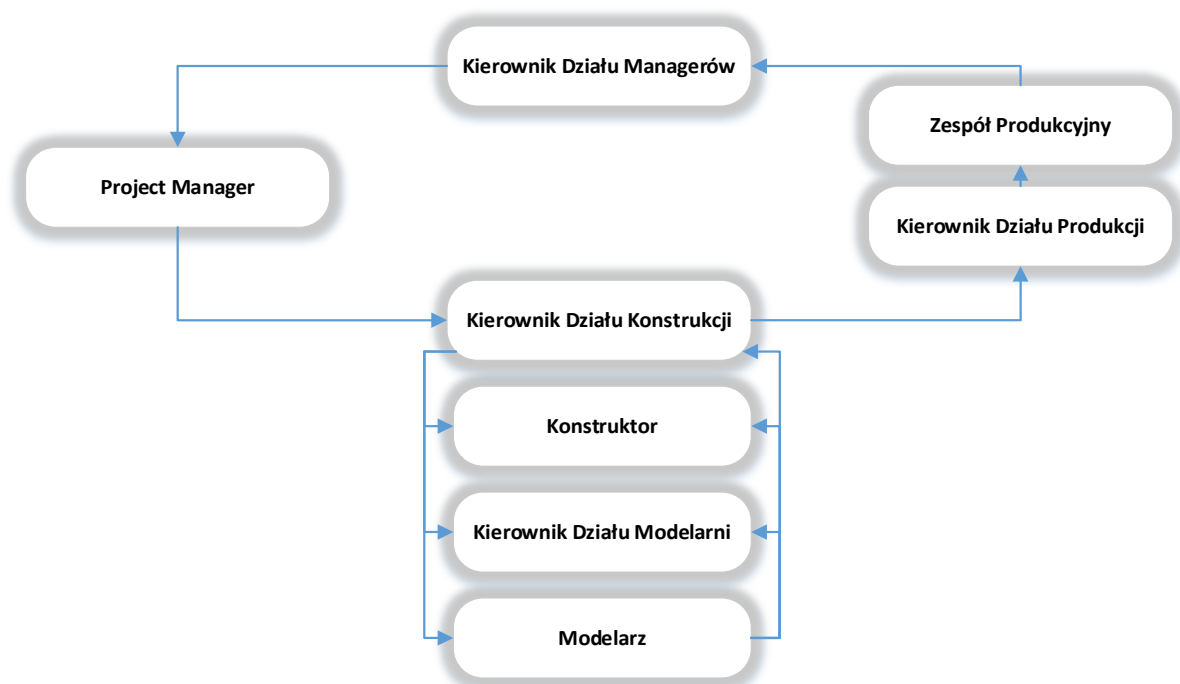 Kierownik Działu Managerów
Zespół Produkcyjny
Project Manager
Kierownik Działu Produkcji
Kierownik Działu Konstrukcji
Konstruktor
Kierownik Działu Modelarni
Modelarz